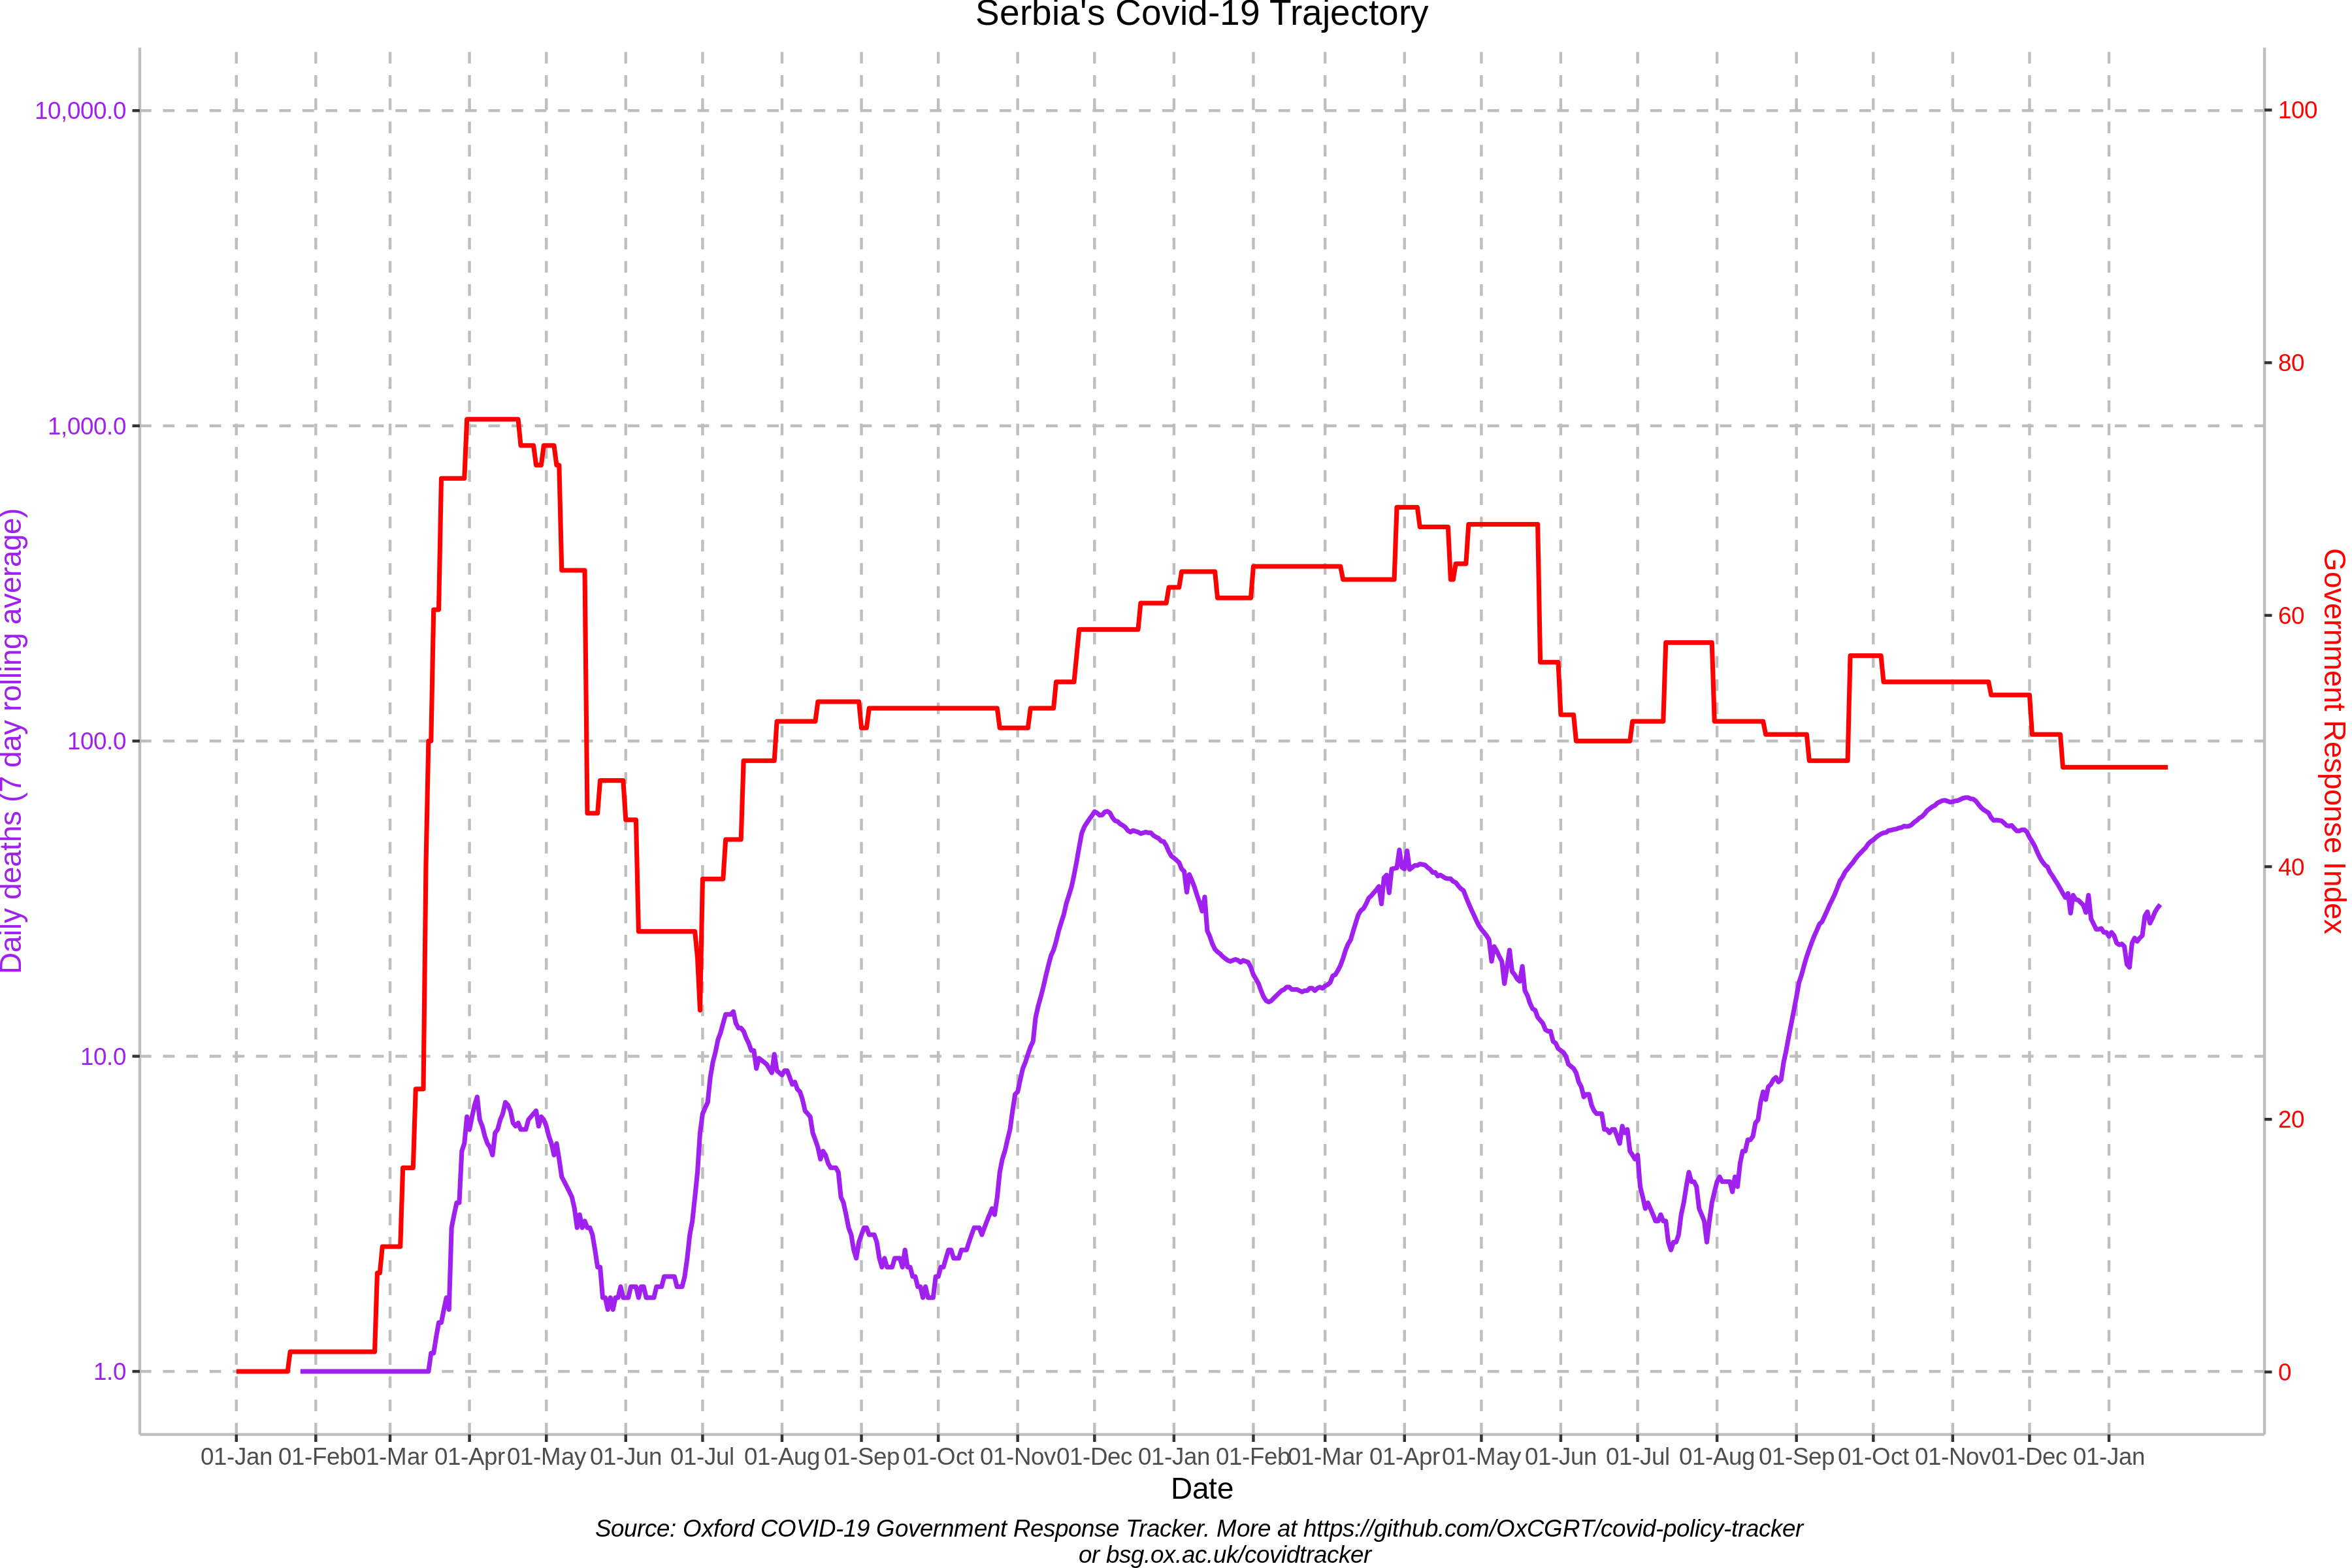 Serbia's Covid-19 Trajectory
10,000.0
1,000.0
100.0
10.0
1.0
Daily deaths (7 day rolling average)
100
80
60
40
20
0
Government Response Index
01-Jan 01-Feb 01-Mar 01-Apr 01-May 01-Jun 01-Jul 01-Aug 01-Sep 01-Oct 01-Nov 01-Dec 01-Jan 01-Feb 01-Mar 01-Apr 01-May 01-Jun 01-Jul 01-Aug 01-Sep 01-Oct 01-Nov 01-Dec 01-Jan
Date
Source: Oxford COVID-19 Government Response Tracker. More at https://github.com/OxCGRT/covid-policy-tracker
or bsg.ox.ac.uk/covidtracker